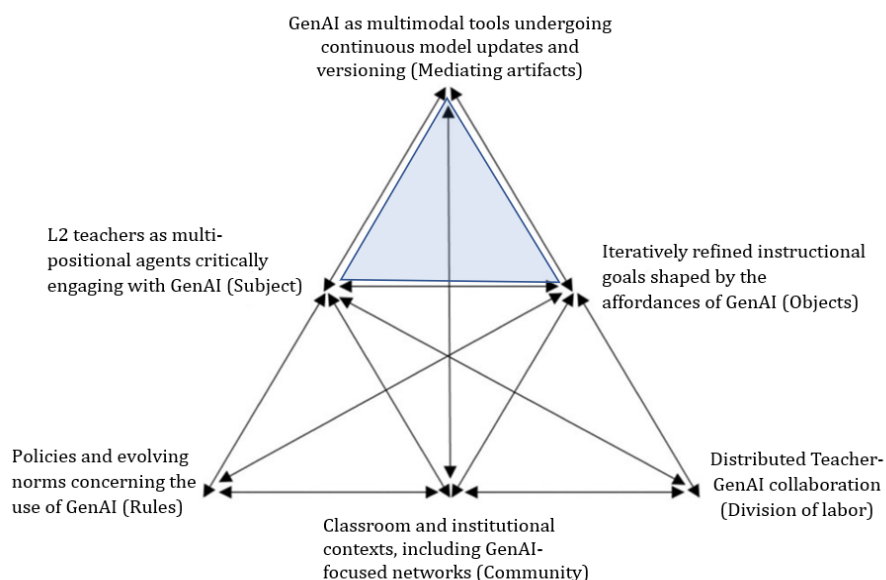 GenAI as multimodal tools undergoing
continuous model updates and
versioning (Mediating artifacts)
L2 teachers as multi-
positional agents critically
engaging with GenAI (Subject)
Iteratively refined instructional
goals shaped by the
affordances of GenAI (Objects)
Policies and evolving
norms concerning the
use of GenAI (Rules)
Classroom and institutional
contexts, including GenAI-
focused networks (Community)
Distributed Teacher-
GenAI collaboration
(Division of labor)